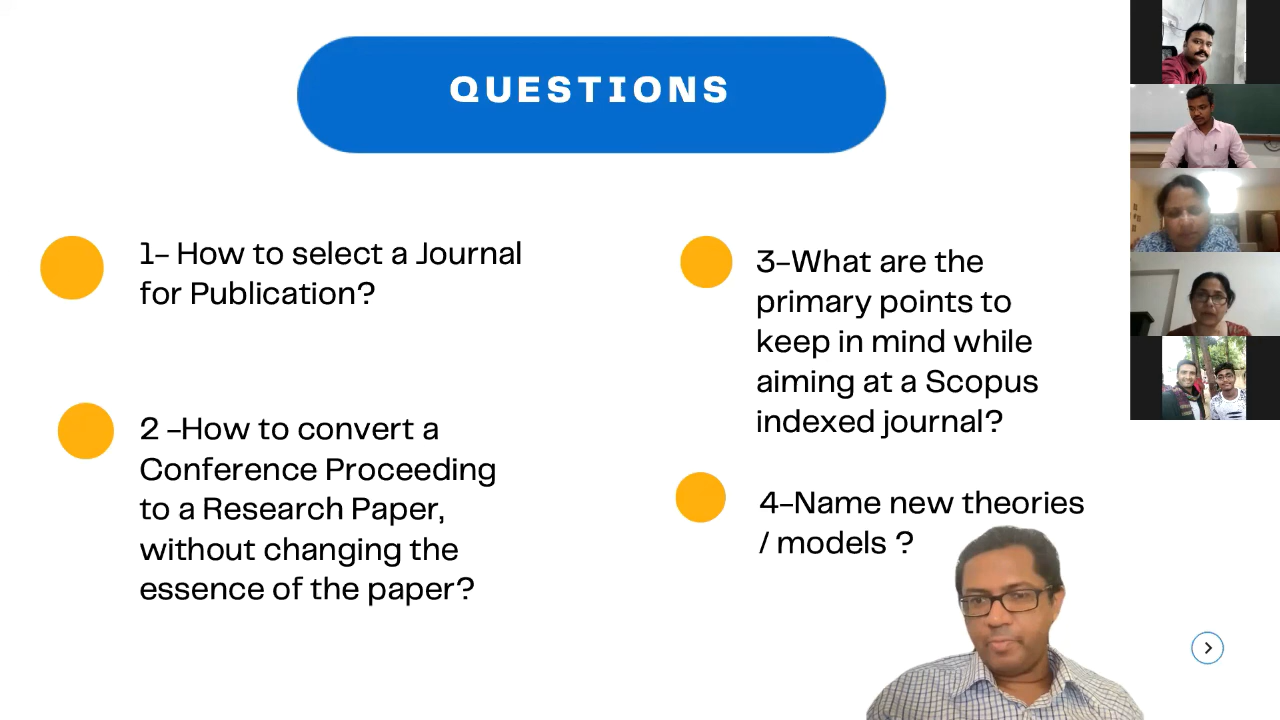 QUESTIONS
1- How to select a Journal
for Publication?
2 -How to convert a
Conference Proceeding
to a Research Paper,
without changing the
essence of the paper?
3-What are the
primary points to
keep in mind while
aiming at a Scopus
indexed journal?
4-Name new theories
/ models ?